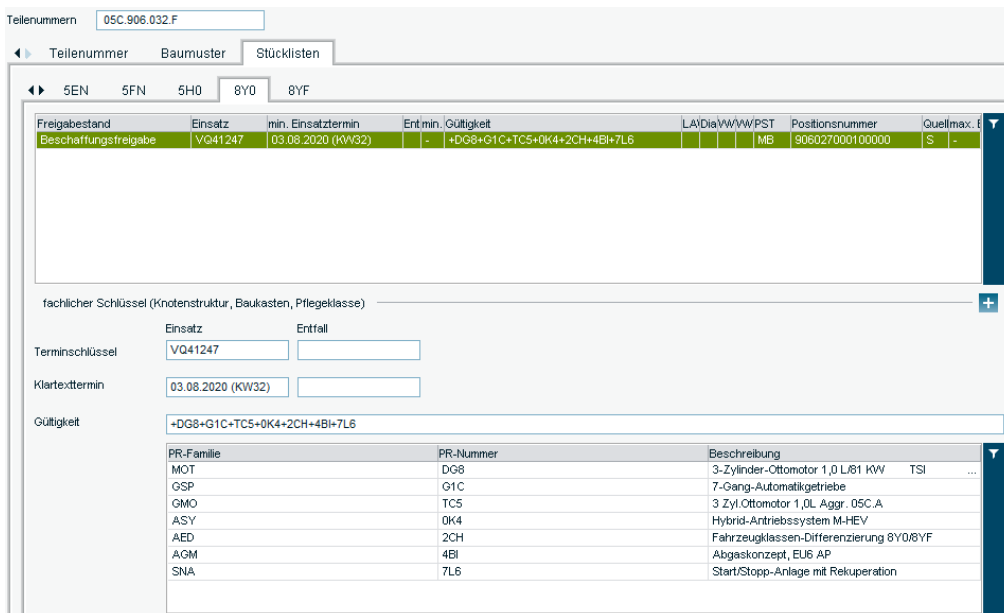 Teilenummern 05C.906.032.F
Teilenummer Baumuster Stücklisten
5EN 5FN 5H0 8Y0 8YF
Freigabestand Einsatz min. Einsatztermin Ent min. Gültigkeit LA Dia VW VW PST Positionsnummer Quell max. E
Beschaffungsfreigabe VQ41247 03.08.2020 (KW32) - +DG8+G1C+TC5+0K4+2CH+4BI+7L6 MB 906027000100000 S -
fachlicher Schlüssel (Knotenstruktur, Baukasten, Pflegeklasse)
Einsatz Entfall
Terminschlüssel VQ41247
Klartexttermin 03.08.2020 (KW32)
Gültigkeit +DG8+G1C+TC5+0K4+2CH+4BI+7L6
PR-Familie PR-Nummer Beschreibung
MOT DG8 3-Zylinder-Ottomotor 1,0 L/81 KW TSI ...
GSP G1C 7-Gang-Automatikgetriebe
GMO TC5 3 Zyl.Ottomotor 1,0L Aggr. 05C.A
ASY 0K4 Hybrid-Antriebssystem M-HEV
AED 2CH Fahrzeugklassen-Differenzierung 8Y0/8YF
AGM 4BI Abgaskonzept, EU6 AP
SNA 7L6 Start/Stopp-Anlage mit Rekuperation